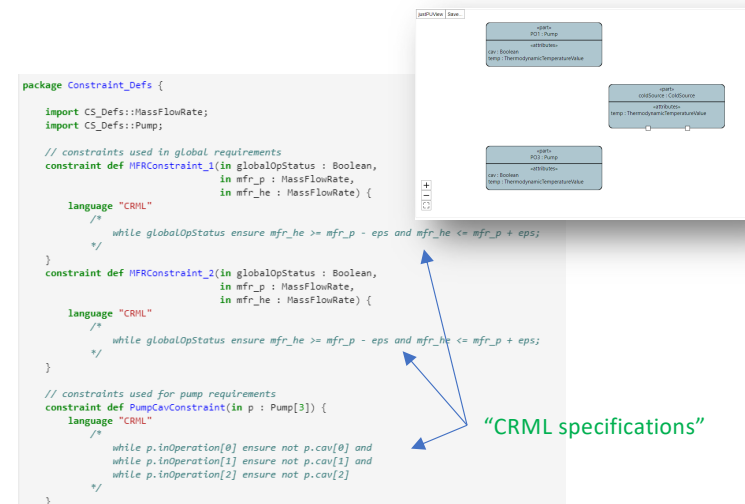 justPUView Save...
«part»
PO1 : Pump
«attributes»
cav : Boolean
temp : ThermodynamicTemperatureValue
«part»
coldSource : ColdSource
«attributes»
temp : ThermodynamicTemperatureValue
«part»
PO3 : Pump
«attributes»
cav : Boolean
temp : ThermodynamicTemperatureValue
package Constraint_Defs {
import CS_Defs::MassFlowRate;
import CS_Defs::Pump;
// constraints used in global requirements
constraint def MFRConstraint_1(in globalOpStatus : Boolean,
in mfr_p : MassFlowRate,
in mfr_he : MassFlowRate) {
language "CRML"
/*
while globalOpStatus ensure mfr_he >= mfr_p - eps and mfr_he <= mfr_p + eps;
*/
}
constraint def MFRConstraint_2(in globalOpStatus : Boolean,
in mfr_p : MassFlowRate,
in mfr_he : MassFlowRate) {
language "CRML"
/*
while globalOpStatus ensure mfr_he >= mfr_p - eps and mfr_he <= mfr_p + eps;
*/
}
// constraints used for pump requirements
constraint def PumpCavConstraint(in p : Pump[3]) {
language "CRML"
/*
while p.inOperation[0] ensure not p.cav[0] and
while p.inOperation[1] ensure not p.cav[1] and
while p.inOperation[2] ensure not p.cav[2]
*/
}
“CRML specifications”